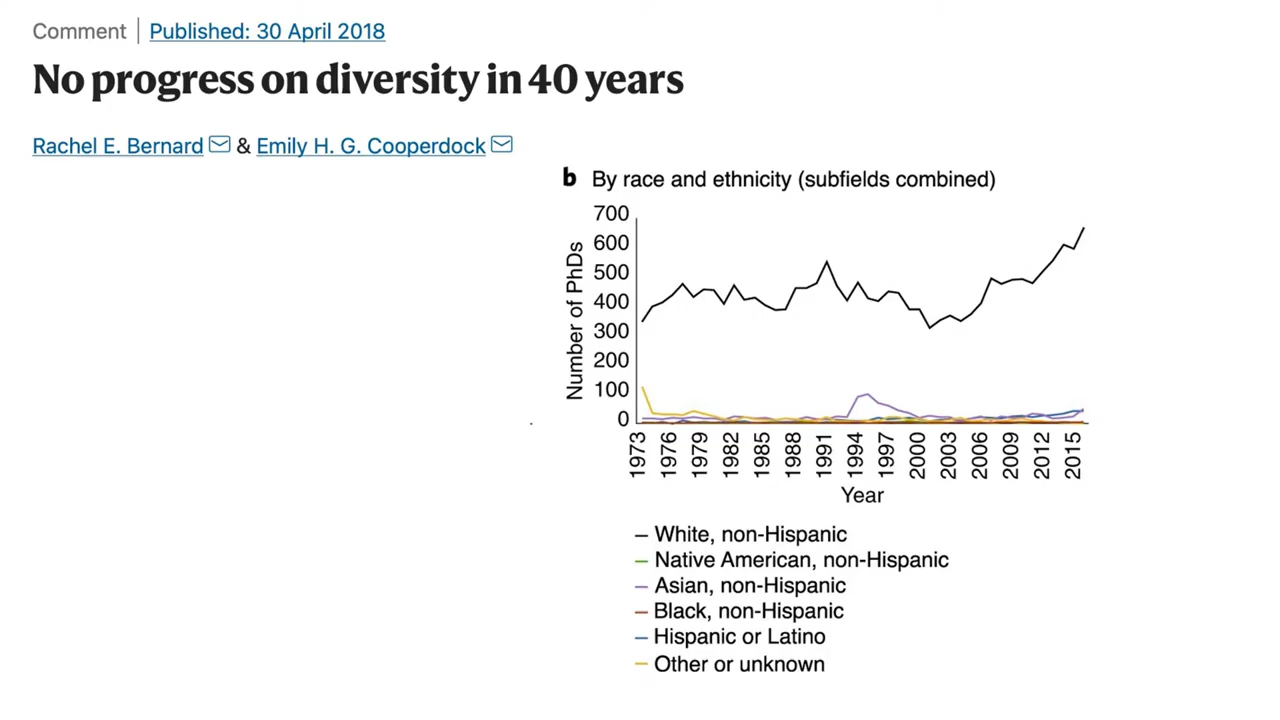 Comment | Published: 30 April 2018
No progress on diversity in 40 years
Rachel E. Bernard & Emily H. G. Cooperdock
b By race and ethnicity (subfields combined)
Number of PhDs
700
600
500
400
300
200
100
0
1973 1976 1979 1982 1985 1988 1991 1994 1997 2000 2003 2006 2009 2012 2015
Year
White, non-Hispanic
Native American, non-Hispanic
Asian, non-Hispanic
Black, non-Hispanic
Hispanic or Latino
Other or unknown